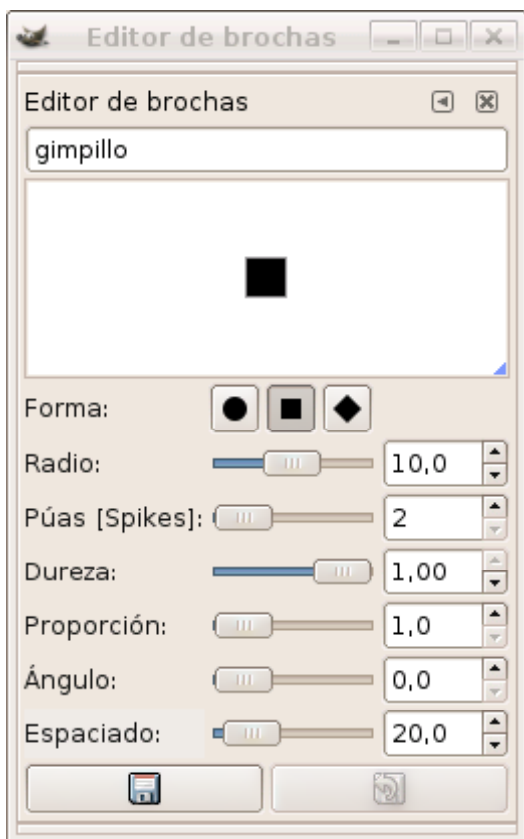 Editor de brochas
Editor de brochas
gimpillo
Forma:
Radio: 10,0
Púas [Spikes]: 2
Dureza: 1,00
Proporción: 1,0
Ángulo: 0,0
Espaciado: 20,0